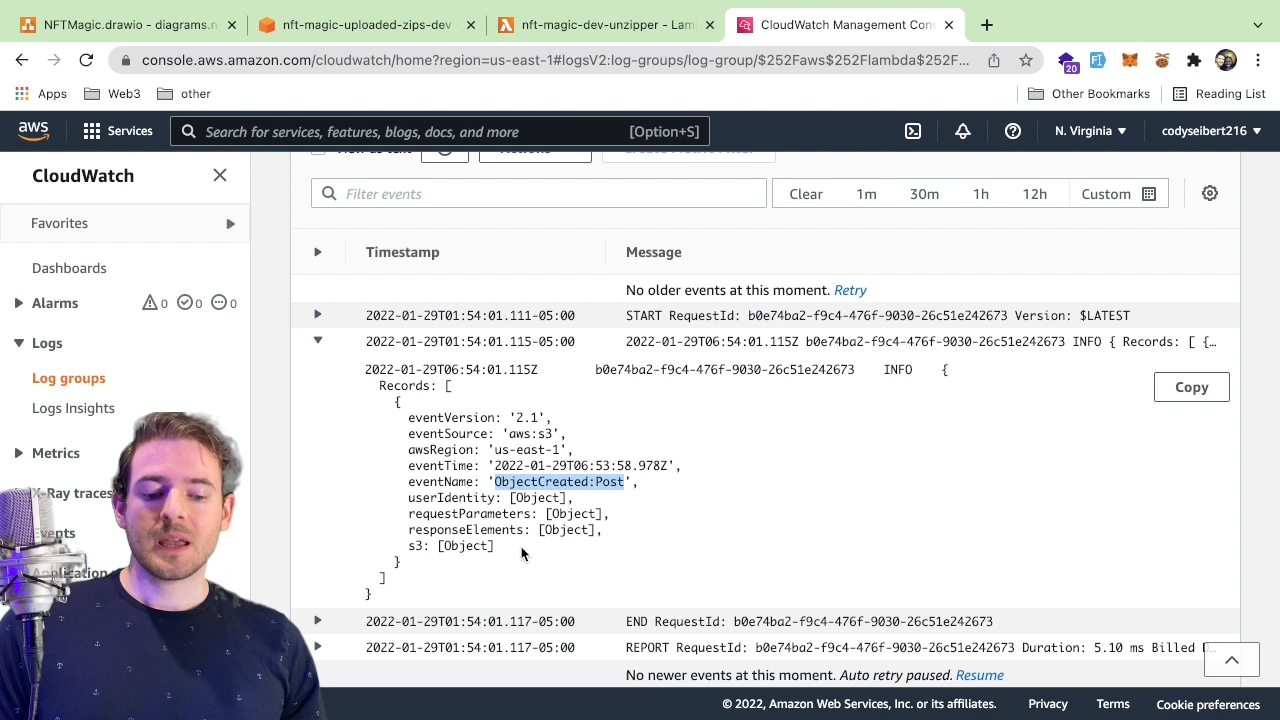 NFTMagic.drawio - diagrams.n
nft-magic-uploaded-zips-dev -
nft-magic-dev-unzipper - Lam
CloudWatch Management Cons
console.aws.amazon.com/cloudwatch/home?region=us-east-1#logsV2:log-groups/log-group/$252Faws$252Flambda$252F...
20
Apps
Web3
other
Other Bookmarks
Reading List
aws
Services
Search for services, features, blogs, docs, and more
[Option+S]
N. Virginia
codyseibert216
CloudWatch
Favorites
Dashboards
Alarms
0
0
0
Logs
Log groups
Logs Insights
Metrics
X-Ray traces
Events
Application
Filter events
Clear
1m
30m
1h
12h
Custom
Timestamp
Message
No older events at this moment. Retry
2022-01-29T01:54:01.111-05:00 START RequestId: b0e74ba2-f9c4-476f-9030-26c51e242673 Version: $LATEST
2022-01-29T01:54:01.115-05:00 2022-01-29T06:54:01.115Z b0e74ba2-f9c4-476f-9030-26c51e242673 INFO { Records: [ {…
2022-01-29T06:54:01.115Z b0e74ba2-f9c4-476f-9030-26c51e242673 INFO {
Records: [
{
eventVersion: '2.1',
eventSource: 'aws:s3',
awsRegion: 'us-east-1',
eventTime: '2022-01-29T06:53:58.978Z',
eventName: 'ObjectCreated:Post',
userIdentity: [Object],
requestParameters: [Object],
responseElements: [Object],
s3: [Object]
}
]
}
Copy
2022-01-29T01:54:01.117-05:00 END RequestId: b0e74ba2-f9c4-476f-9030-26c51e242673
2022-01-29T01:54:01.117-05:00 REPORT RequestId: b0e74ba2-f9c4-476f-9030-26c51e242673 Duration: 5.10 ms Billed D…
No newer events at this moment. Auto retry paused. Resume
© 2022, Amazon Web Services, Inc. or its affiliates.
Privacy
Terms
Cookie preferences